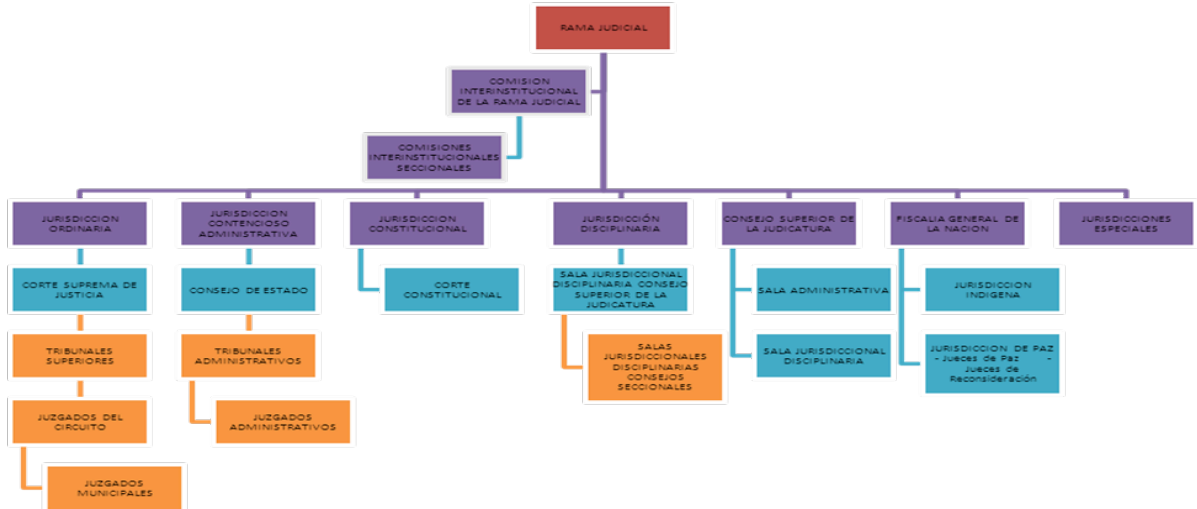 RAMA JUDICIAL
COMISION
INTERINSTITUCIONAL
DE LA RAMA JUDICIAL
COMISIONES
INTERINSTITUCIONALES
SECCIONALES
JURISDICCION
ORDINARIA
JURISDICCION
CONTENCIOSO
ADMINISTRATIVA
JURISDICCION
CONSTITUCIONAL
JURISDICCIÓN
DISCIPLINARIA
CONSEJO SUPERIOR DE
LA JUDICATURA
FISCALIA GENERAL DE
LA NACION
JURISDICCIONES
ESPECIALES
CORTE SUPREMA DE
JUSTICIA
CONSEJO DE ESTADO
CORTE
CONSTITUCIONAL
SALA JURISDICCIONAL
DISCIPLINARIA CONSEJO
SUPERIOR DE LA
JUDICATURA
SALA ADMINISTRATIVA
JURISDICCION
INDIGENA
TRIBUNALES
SUPERIORES
TRIBUNALES
ADMINISTRATIVOS
SALAS
JURISDICCIONALES
DISCIPLINARIAS
CONSEJOS
SECCIONALES
SALA JURISDICCIONAL
DISCIPLINARIA
JURISDICCION DE PAZ
- Jueces de Paz -
Jueces de
Reconsideración
JUZGADOS DEL
CIRCUITO
JUZGADOS
ADMINISTRATIVOS
JUZGADOS
MUNICIPALES